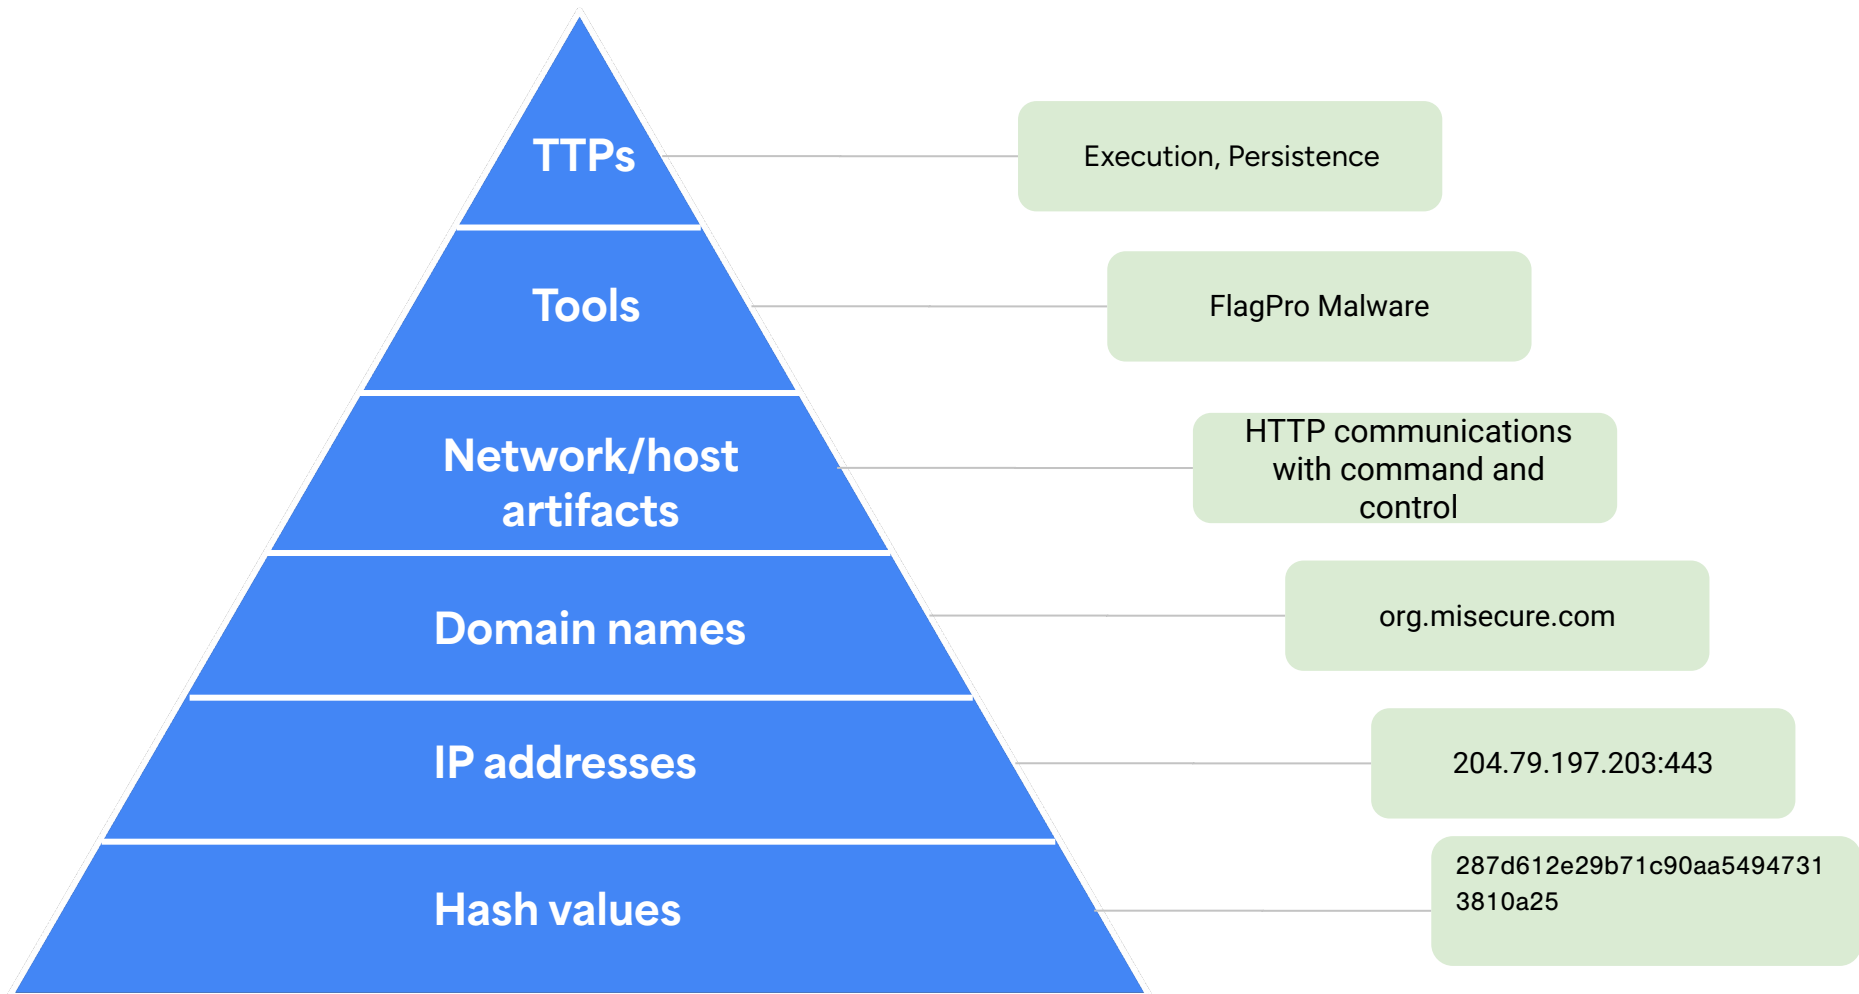 TTPs
Execution, Persistence
Tools
FlagPro Malware
Network/host
artifacts
HTTP communications
with command and
control
Domain names
org.misecure.com
IP addresses
204.79.197.203:443
Hash values
287d612e29b71c90aa5494731
3810a25